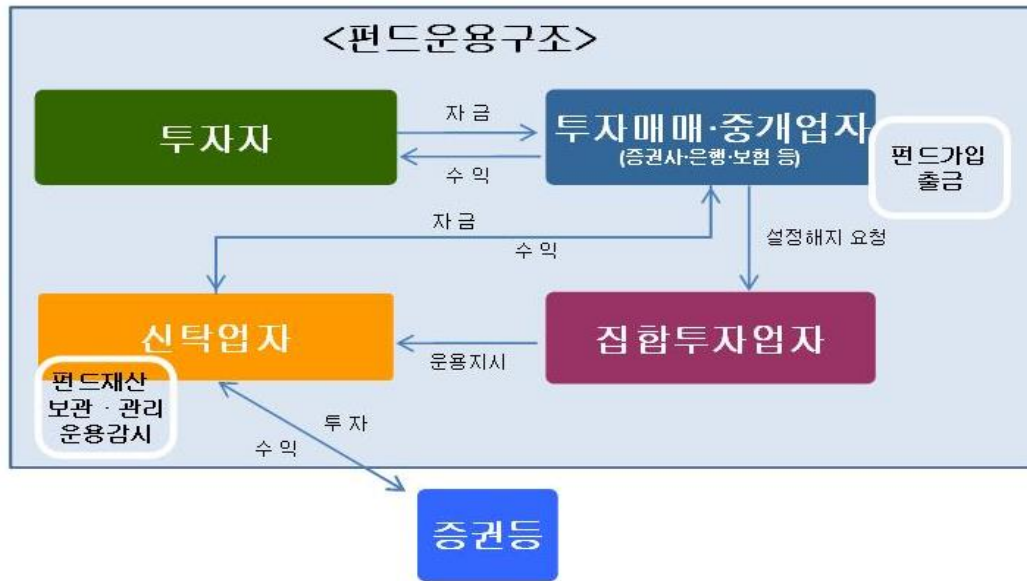 <펀드운용구조>
투자자
자 금
수 익
투자매매·중개업자
(증권사·은행·보험 등)
펀드가입
출금
자 금
수 익
설정해지 요청
신탁업자
운용지시
집합투자업자
펀드재산
보관 · 관리
운용감시
투 자
수 익
증권등